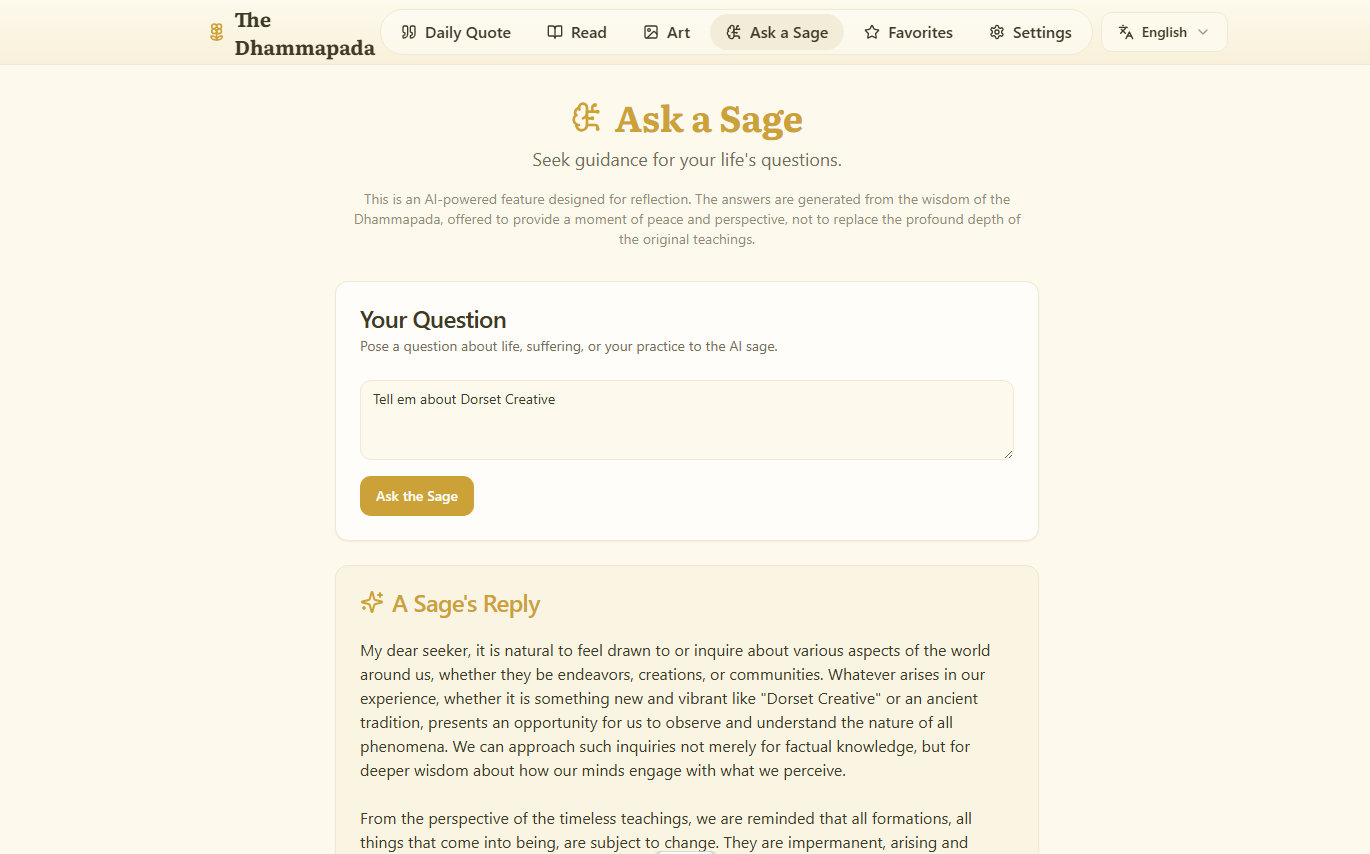 The
Dhammapada
Daily Quote
Read
Art
Ask a Sage
Favorites
Settings
English
Ask a Sage
Seek guidance for your life's questions.
This is an AI-powered feature designed for reflection. The answers are generated from the wisdom of the
Dhammapada, offered to provide a moment of peace and perspective, not to replace the profound depth of
the original teachings.
Your Question
Pose a question about life, suffering, or your practice to the AI sage.
Tell em about Dorset Creative
Ask the Sage
A Sage's Reply
My dear seeker, it is natural to feel drawn to or inquire about various aspects of the world
around us, whether they be endeavors, creations, or communities. Whatever arises in our
experience, whether it is something new and vibrant like "Dorset Creative" or an ancient
tradition, presents an opportunity for us to observe and understand the nature of all
phenomena. We can approach such inquiries not merely for factual knowledge, but for
deeper wisdom about how our minds engage with what we perceive.
From the perspective of the timeless teachings, we are reminded that all formations, all
things that come into being, are subject to change. They are impermanent, arising and